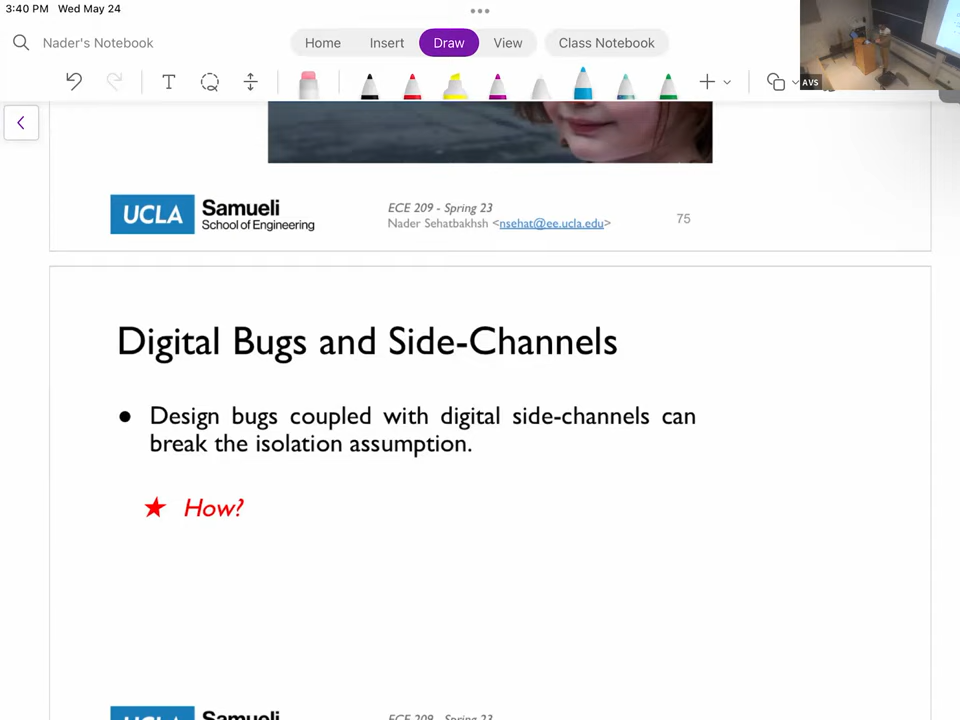 3:40 PM Wed May 24
Nader's Notebook
Home Insert Draw View Class Notebook
T
AVS
UCLA Samueli School of Engineering
ECE 209 - Spring 23
Nader Sehatbakhsh <nsehat@ee.ucla.edu>
75
Digital Bugs and Side-Channels
● Design bugs coupled with digital side-channels can
break the isolation assumption.
★ How?
UCLA Samueli
ECE 209 - Spring 23